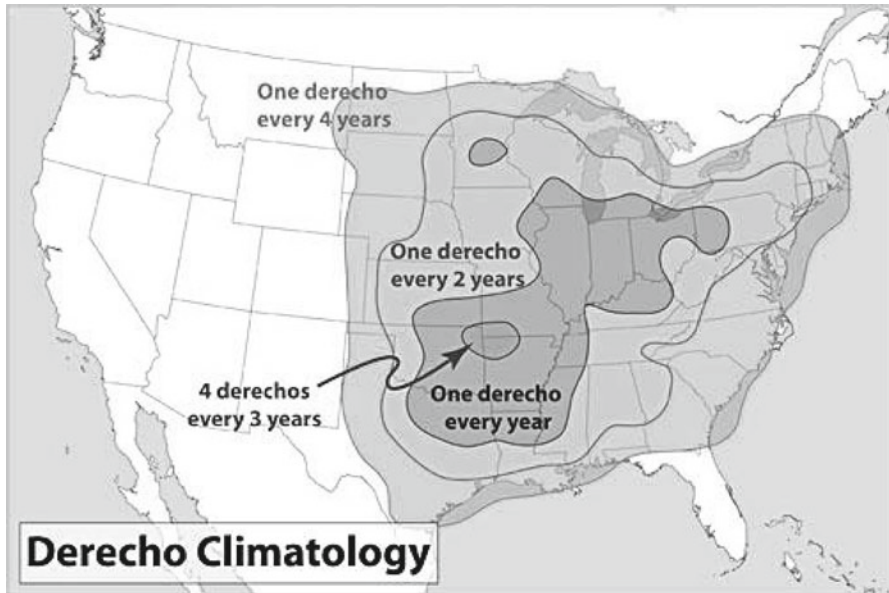 One derecho
every 4 years
One derecho
every 2 years
4 derechos
every 3 years
One derecho
every year
Derecho Climatology